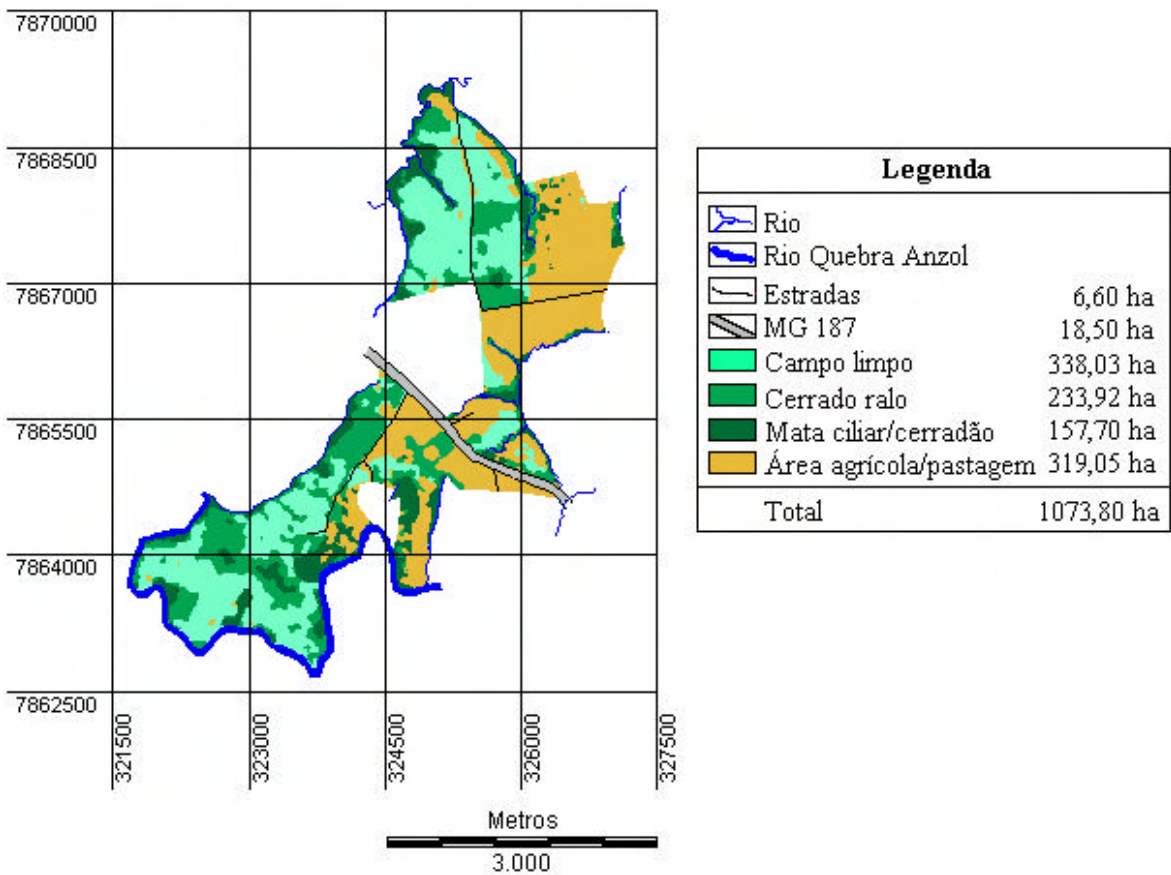 7870000
7868500
7867000
7865500
7864000
7862500
321500
323000
324500
326000
327500
Metros
3.000
Legenda
Rio
Rio Quebra Anzol
Estradas 6,60 ha
MG 187 18,50 ha
Campo limpo 338,03 ha
Cerrado ralo 233,92 ha
Mata ciliar/cerradão 157,70 ha
Área agrícola/pastagem 319,05 ha
Total 1073,80 ha